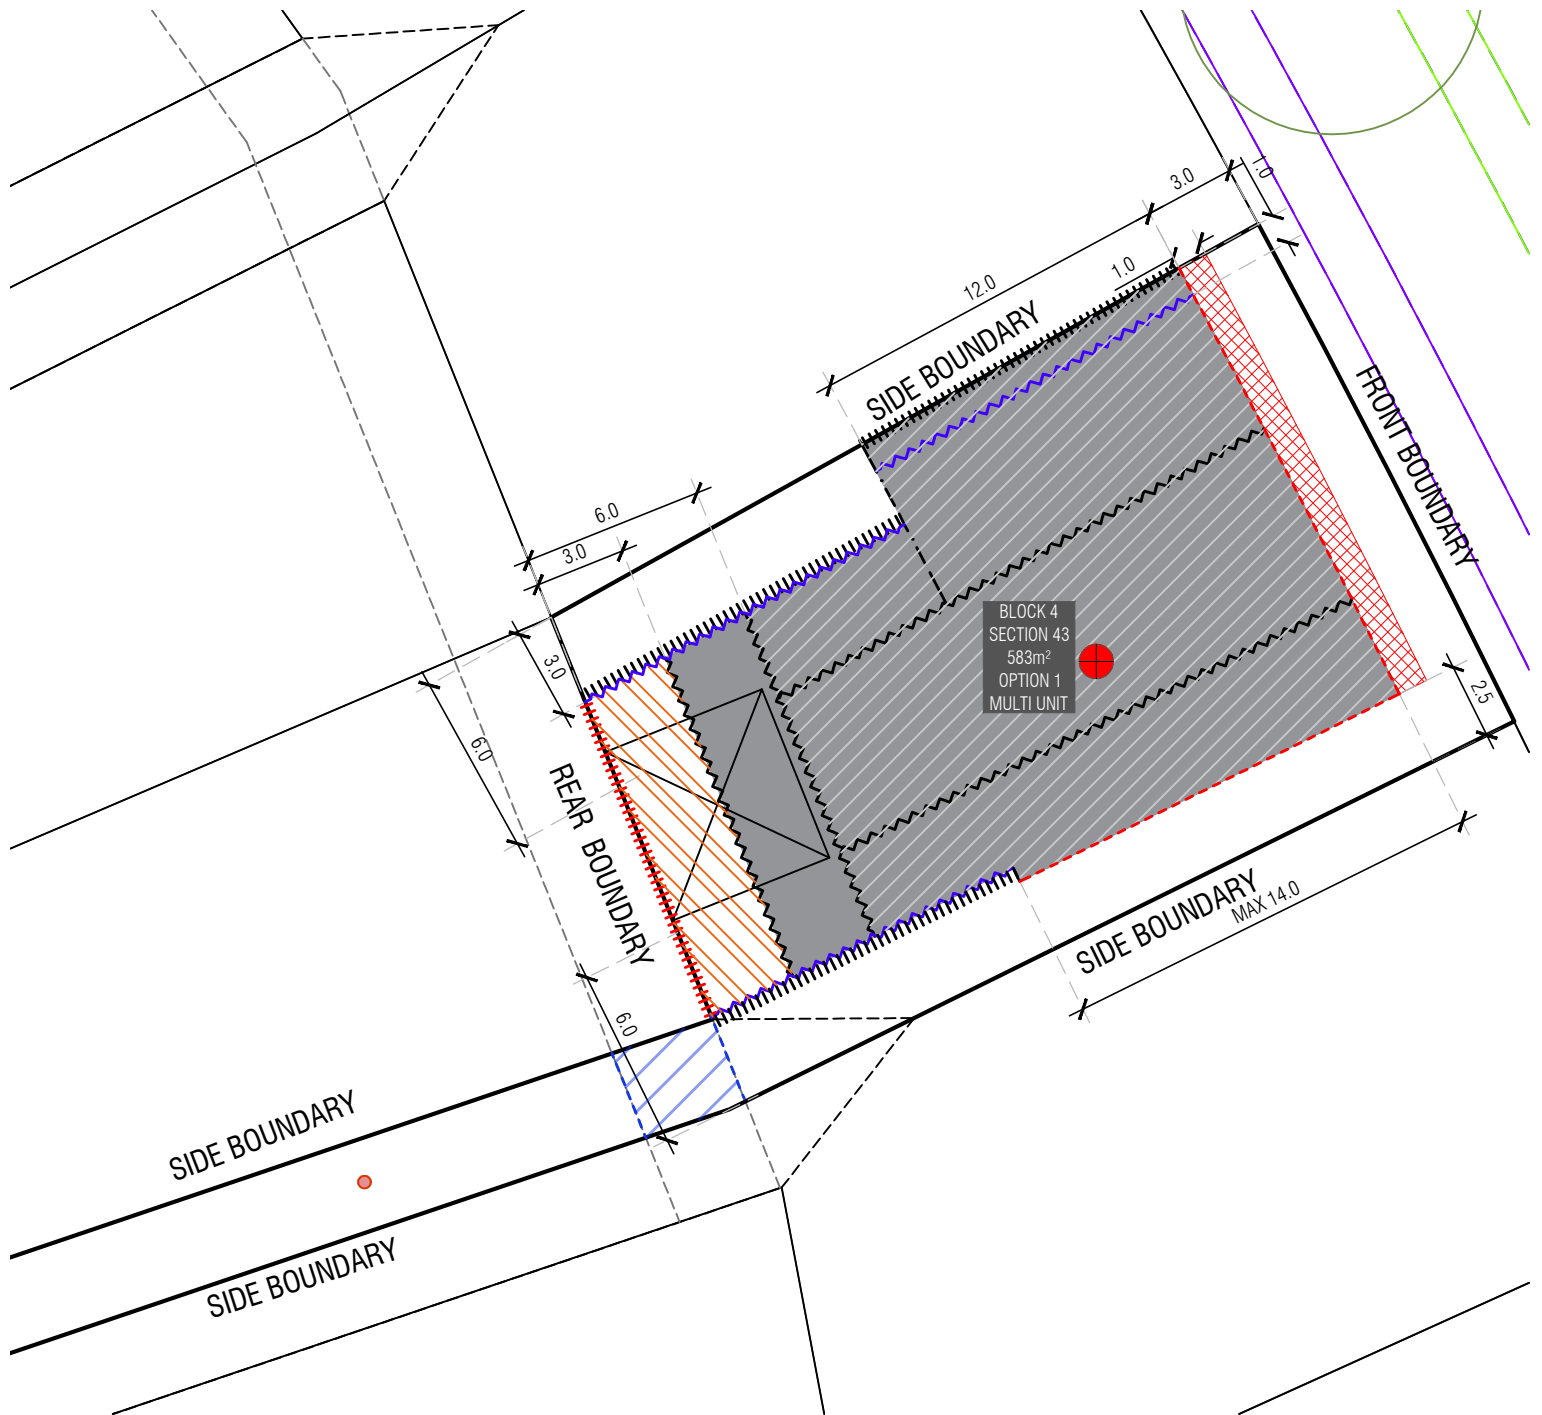 3.0
1.0
1.0
12.0
SIDE BOUNDARY
FRONT BOUNDARY
6.0
3.0
3.0
6.0
BLOCK 4
SECTION 43
583m²
OPTION 1
MULTI UNIT
2.5
REAR BOUNDARY
SIDE BOUNDARY
MAX 14.0
6.0
SIDE BOUNDARY
SIDE BOUNDARY